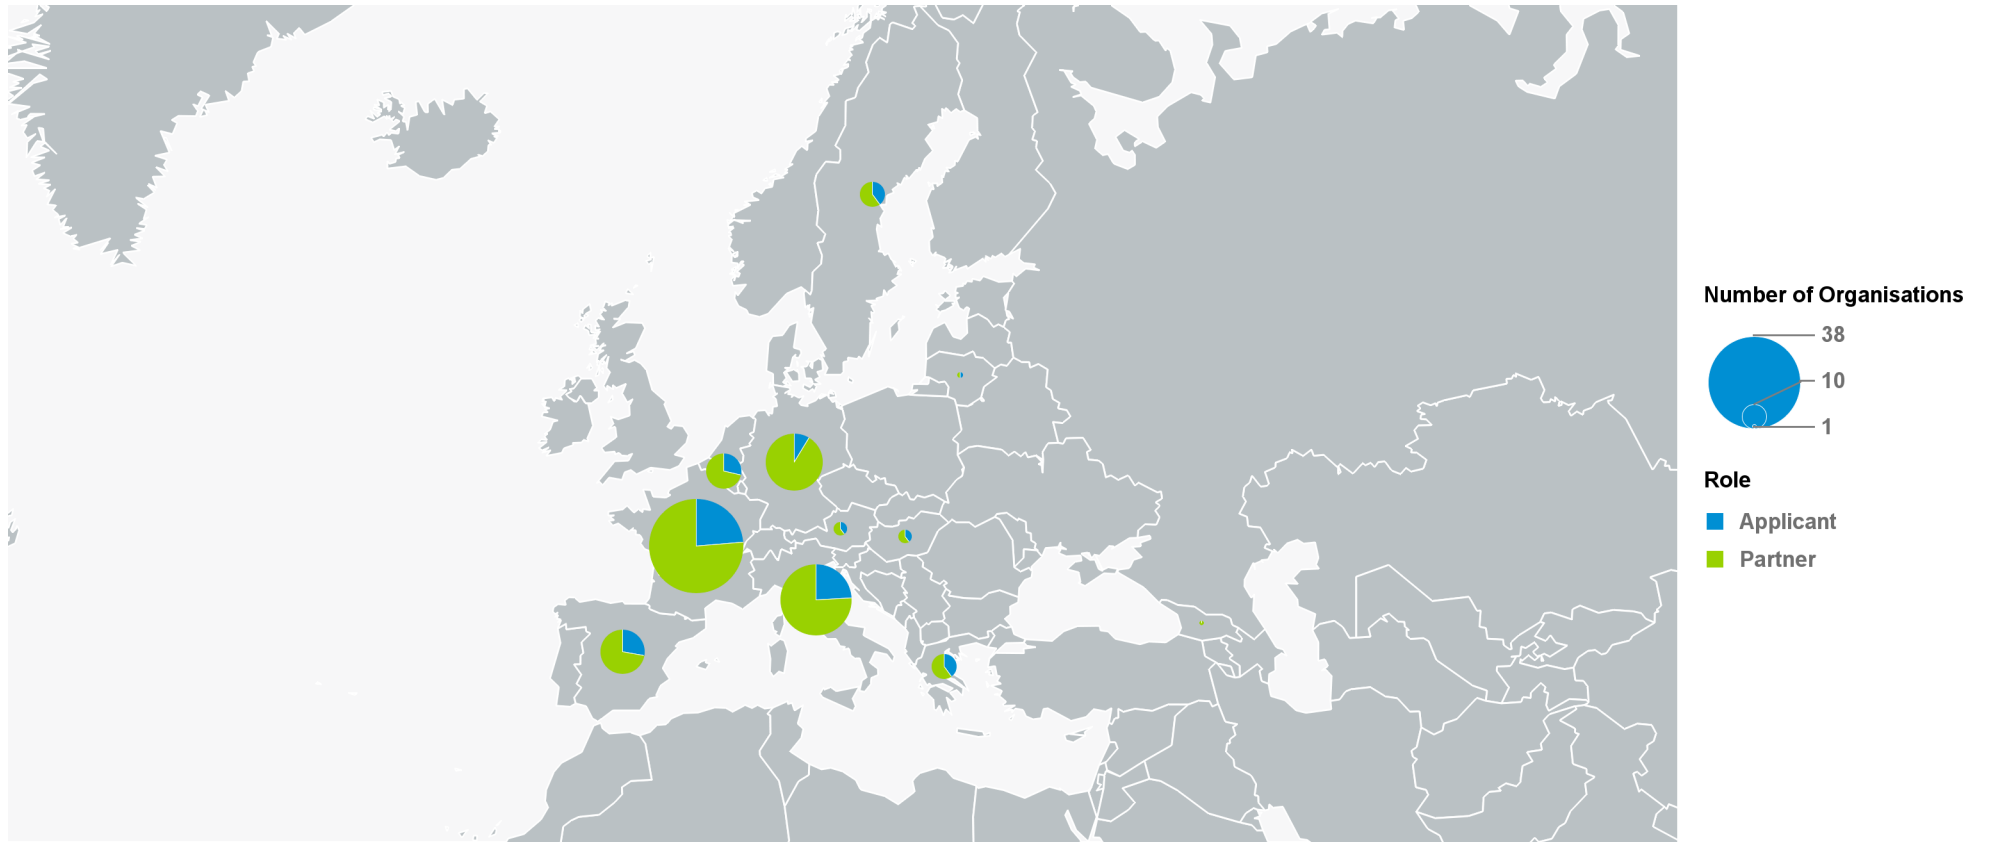 Number of Organisations
38
10
1
Role
Applicant
Partner